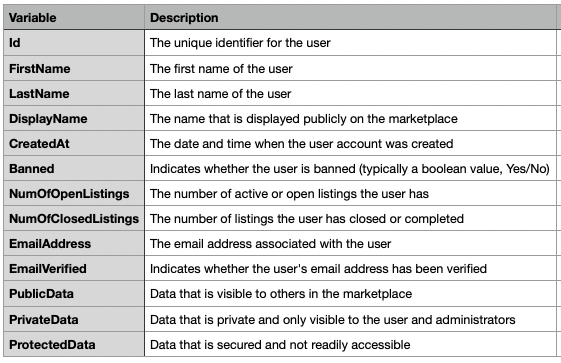 Variable Description
Id The unique identifier for the user
FirstName The first name of the user
LastName The last name of the user
DisplayName The name that is displayed publicly on the marketplace
CreatedAt The date and time when the user account was created
Banned Indicates whether the user is banned (typically a boolean value, Yes/No)
NumOfOpenListings The number of active or open listings the user has
NumOfClosedListings The number of listings the user has closed or completed
EmailAddress The email address associated with the user
EmailVerified Indicates whether the user's email address has been verified
PublicData Data that is visible to others in the marketplace
PrivateData Data that is private and only visible to the user and administrators
ProtectedData Data that is secured and not readily accessible